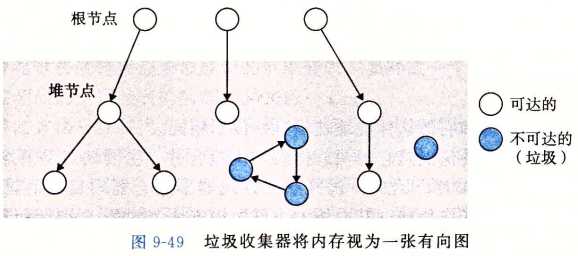 根节点
堆节点
可达的
不可达的
（垃圾）
图 9-49 垃圾收集器将内存视为一张有向图